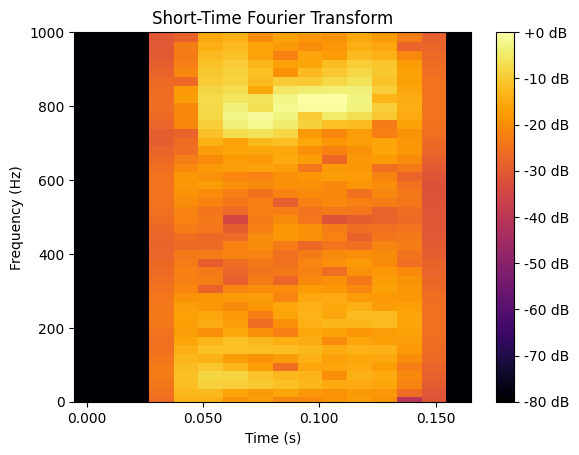 Short-Time Fourier Transform
1000
800
600
400
200
0
Frequency (Hz)
0.000
0.050
0.100
0.150
Time (s)
+0 dB
-10 dB
-20 dB
-30 dB
-40 dB
-50 dB
-60 dB
-70 dB
-80 dB